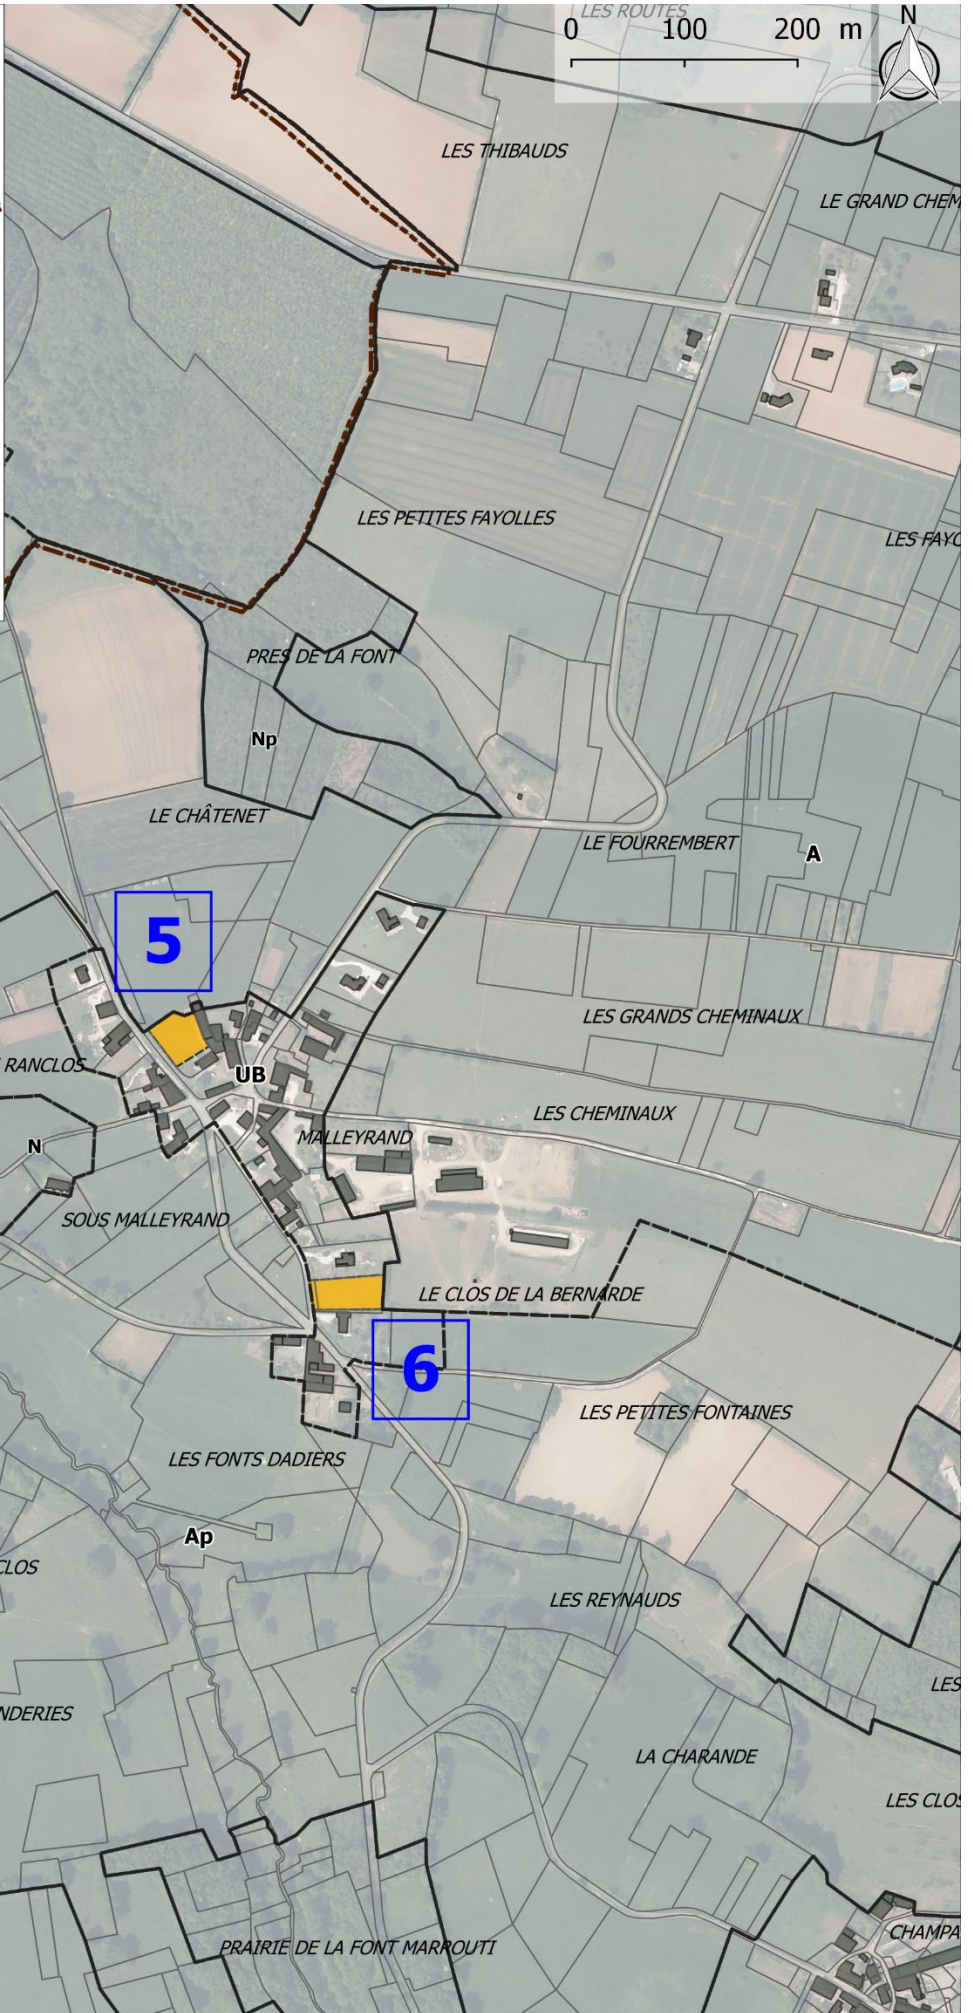 LES ROUTES
0 100 200 m
N
LES THIBAUDS
LE GRAND CHEM
LES PETITES FAYOLLES
LES FAYO
PRES DE LA FONT
Np
LE CHÂTENET
LE FOURREMBERT
A
5
LES GRANDS CHEMINAUX
RANCLOS
UB
LES CHEMINAUX
MALLEYRAND
N
SOUS MALLEYRAND
LE CLOS DE LA BERNARDE
6
LES PETITES FONTAINES
LES FONTS DADIERS
Ap
CLOS
LES REYNAUDS
LES
NDERIES
LA CHARANDE
LES CLOS
CHAMPA
PRAIRIE DE LA FONT MARROUTI